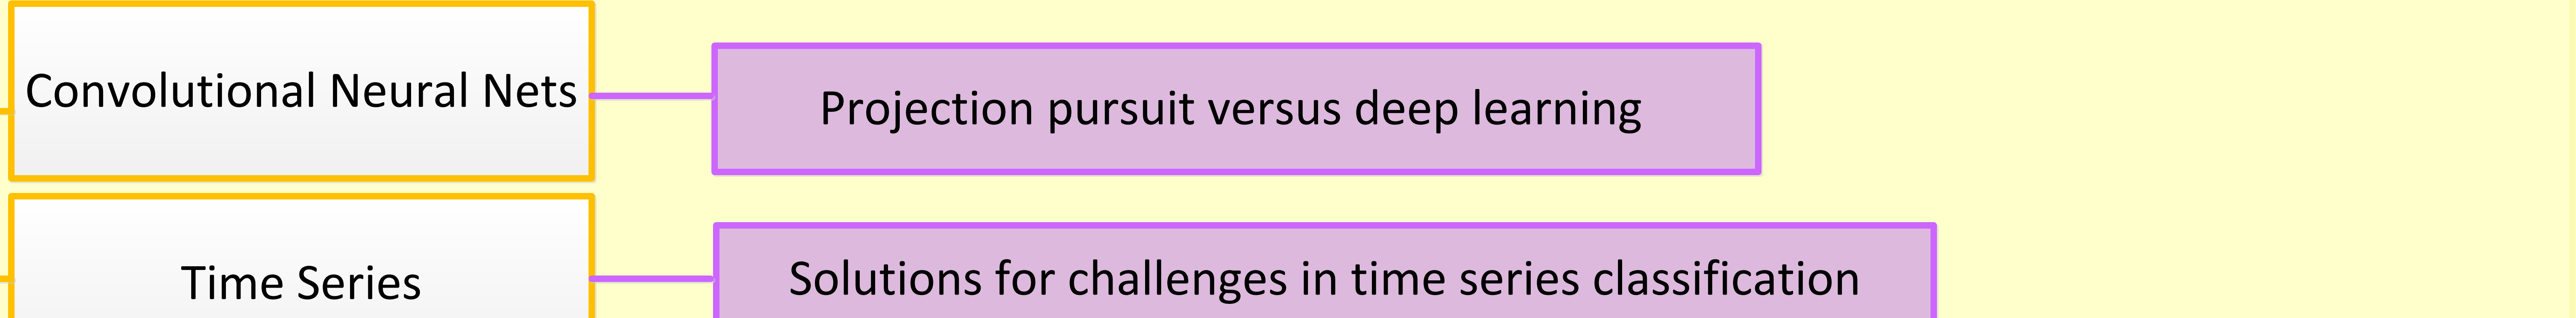 Convolutional Neural Nets
Projection pursuit versus deep learning
Time Series
Solutions for challenges in time series classification